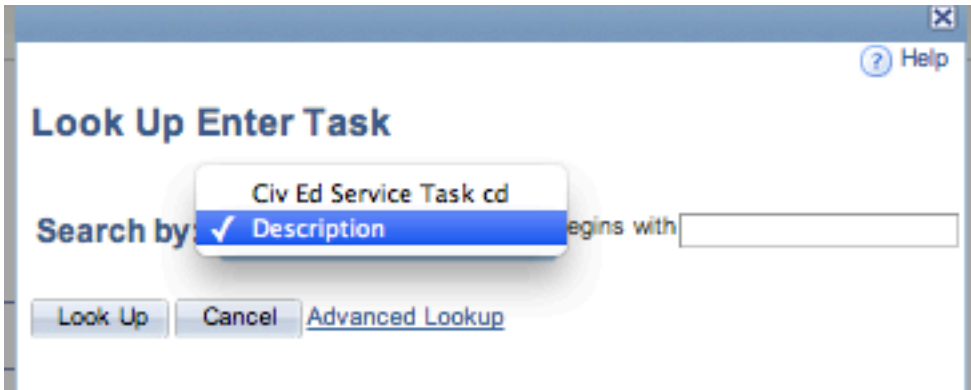 Help
Look Up Enter Task
Civ Ed Service Task cd
Search by: Description egins with
Look Up Cancel Advanced Lookup